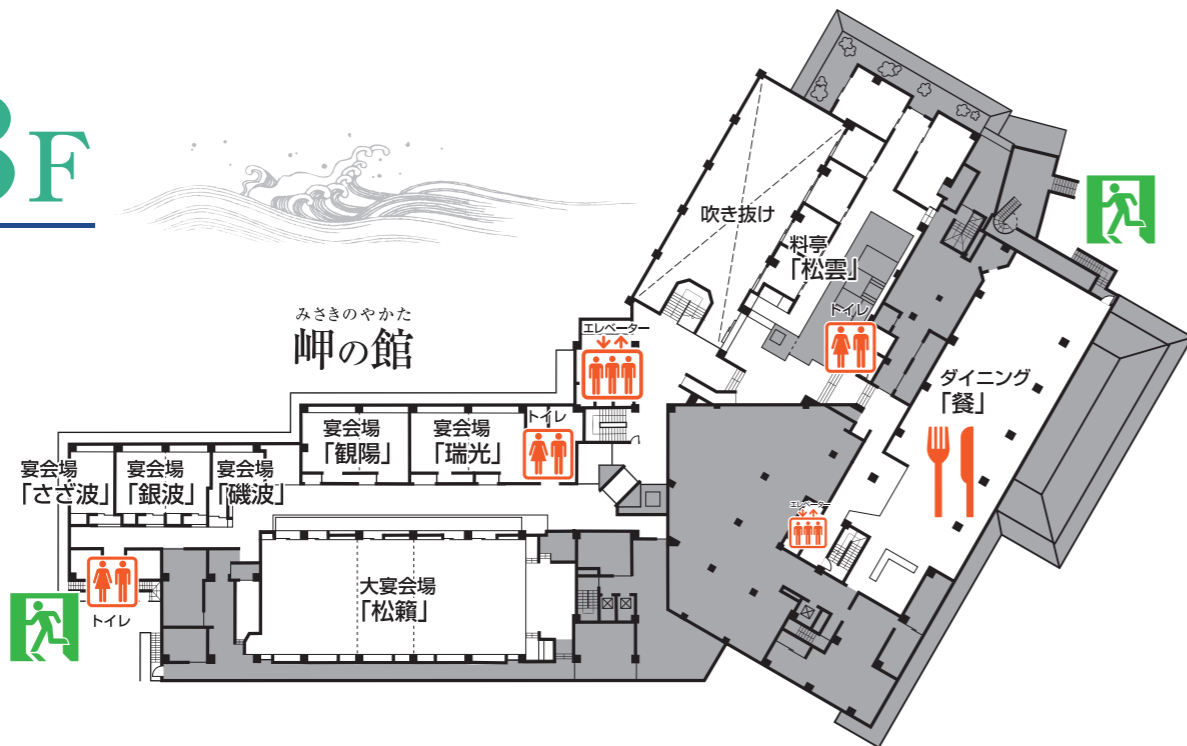 3F
みさきのやかた
岬の館
吹き抜け
料亭
「松雲」
トイレ
エレベーター
ダイニング
「餐」
宴会場
「観陽」
宴会場
「瑞光」
トイレ
宴会場
「さざ波」
宴会場
「銀波」
宴会場
「磯波」
エレベーター
大宴会場
「松籟」
トイレ